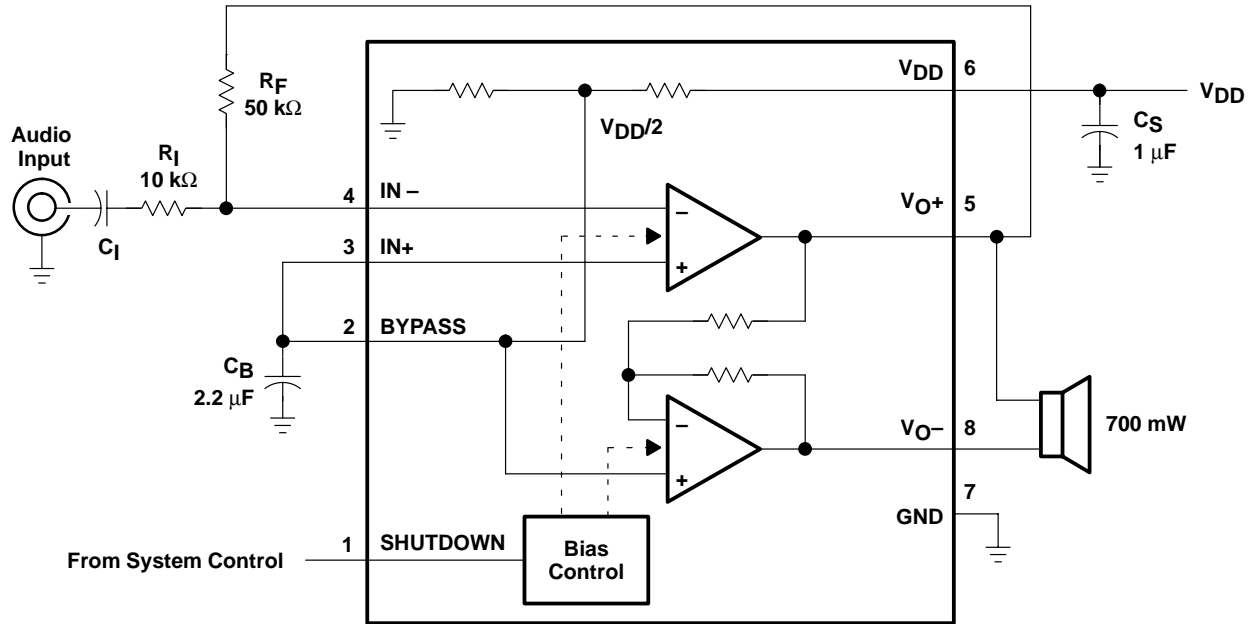 VDD 6
RF
50 kΩ
VDD
CS
1 μF
VDD/2
Audio
Input
RI
10 kΩ
CI
4 IN −
VO+ 5
3 IN+
2 BYPASS
CB
2.2 μF
−
+
−
+
VO− 8
700 mW
7
GND
1 SHUTDOWN
From System Control
Bias
Control